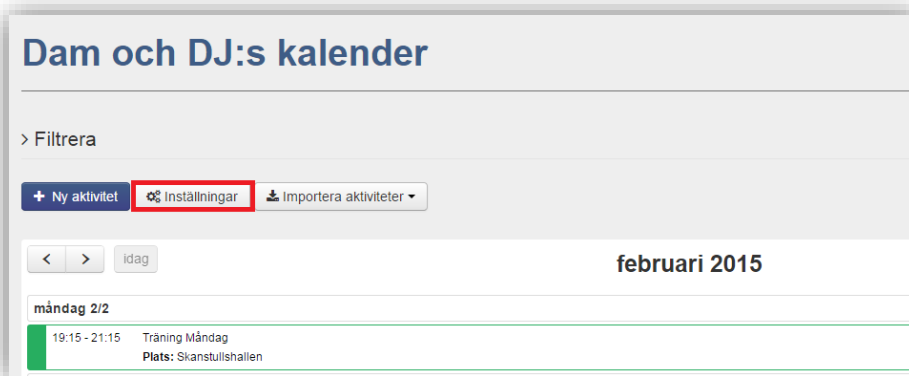 Dam och DJ:s kalender
> Filtrera
+ Ny aktivitet Inställningar Importera aktiviteter
< > idag februari 2015
måndag 2/2
19:15 - 21:15 Träning Måndag
Plats: Skanstullshallen